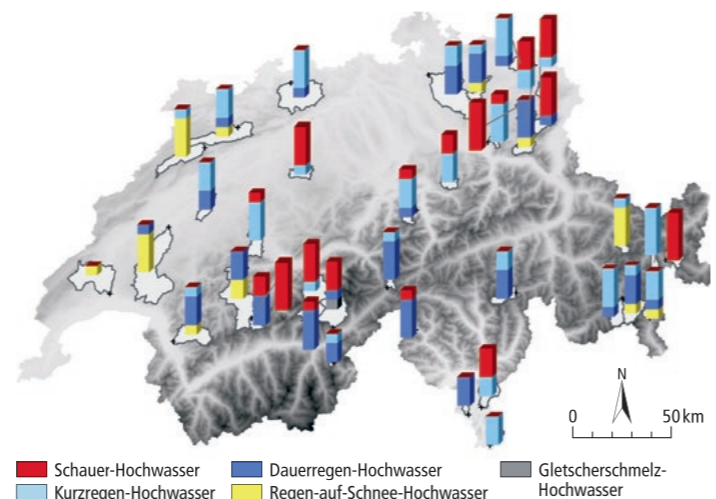 N
0 50 km
Schauer-Hochwasser
Kurzregen-Hochwasser
Dauerregen-Hochwasser
Regen-auf-Schnee-Hochwasser
Gletscherschmelz-
Hochwasser